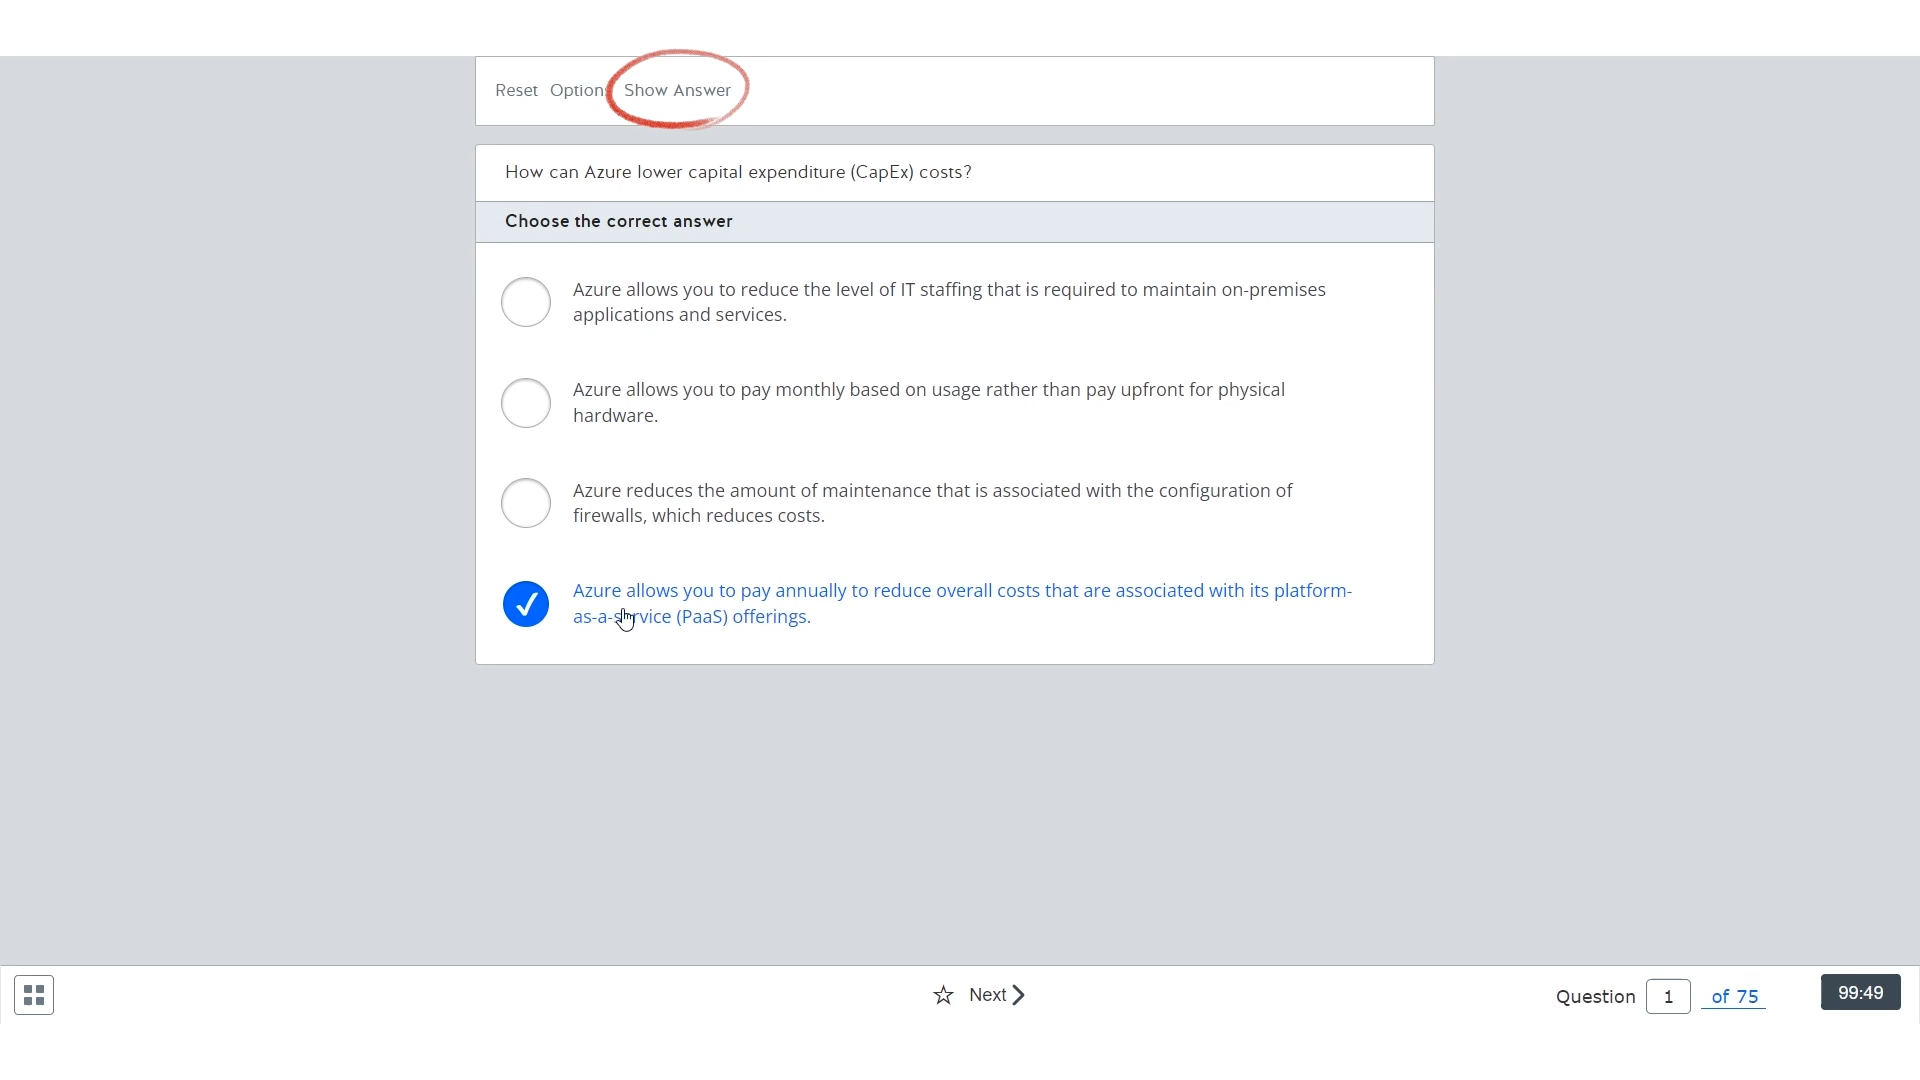 Reset Options Show Answer
How can Azure lower capital expenditure (CapEx) costs?
Choose the correct answer
Azure allows you to reduce the level of IT staffing that is required to maintain on-premises
applications and services.
Azure allows you to pay monthly based on usage rather than pay upfront for physical
hardware.
Azure reduces the amount of maintenance that is associated with the configuration of
firewalls, which reduces costs.
Azure allows you to pay annually to reduce overall costs that are associated with its platform-
as-a-service (PaaS) offerings.
Next
Question 1 of 75
99:49